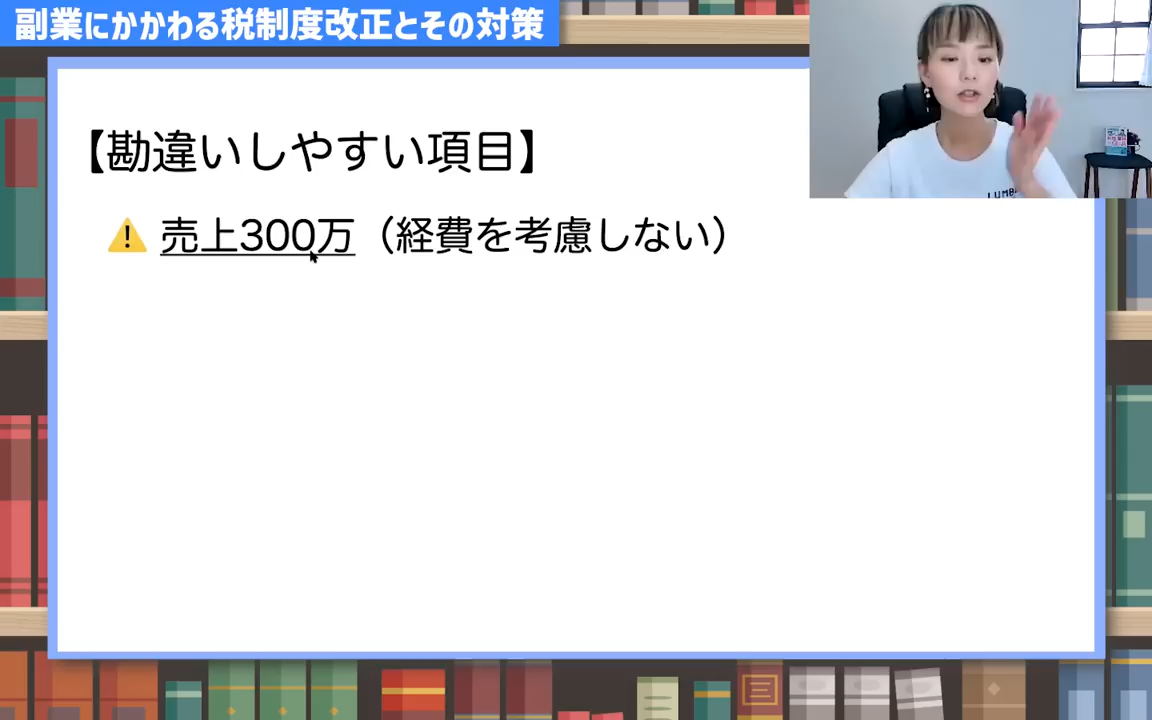 副業にかかわる税制度改正とその対策
【勘違いしやすい項目】
⚠ 売上300万（経費を考慮しない）